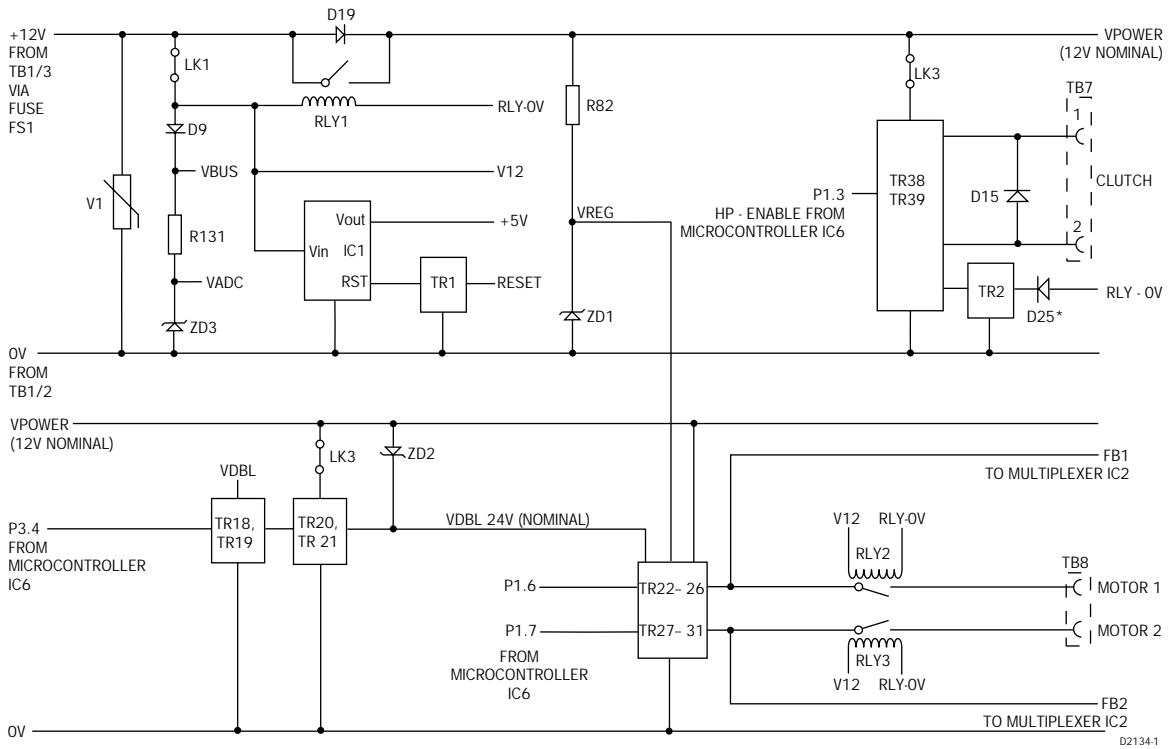 +12V
FROM
TB1/3
VIA
FUSE
FS1
D19
VPOWER
(12V NOMINAL)
LK1
LK3
TB7
R82
RLY-0V
RLY1
D9
1
VBUS
V12
V1
TR38
TR39
P1.3
HP - ENABLE FROM
MICROCONTROLLER IC6
D15
CLUTCH
Vout
+5V
VREG
R131
Vin
IC1
2
RST
TR1
RESET
VADC
TR2
RLY - 0V
D25*
ZD3
ZD1
0V
FROM
TB1/2
VPOWER
(12V NOMINAL)
LK3
ZD2
FB1
TO MULTIPLEXER IC2
VDBL
P3.4
FROM
MICROCONTROLLER
IC6
TR18,
TR19
TR20,
TR 21
VDBL 24V (NOMINAL)
V12
RLY-0V
RLY2
TB8
P1.6
TR22-- 26
MOTOR 1
P1.7
TR27-- 31
MOTOR 2
FROM
MICROCONTROLLER
IC6
RLY3
V12
RLY-0V
FB2
TO MULTIPLEXER IC2
0V
D2134-1